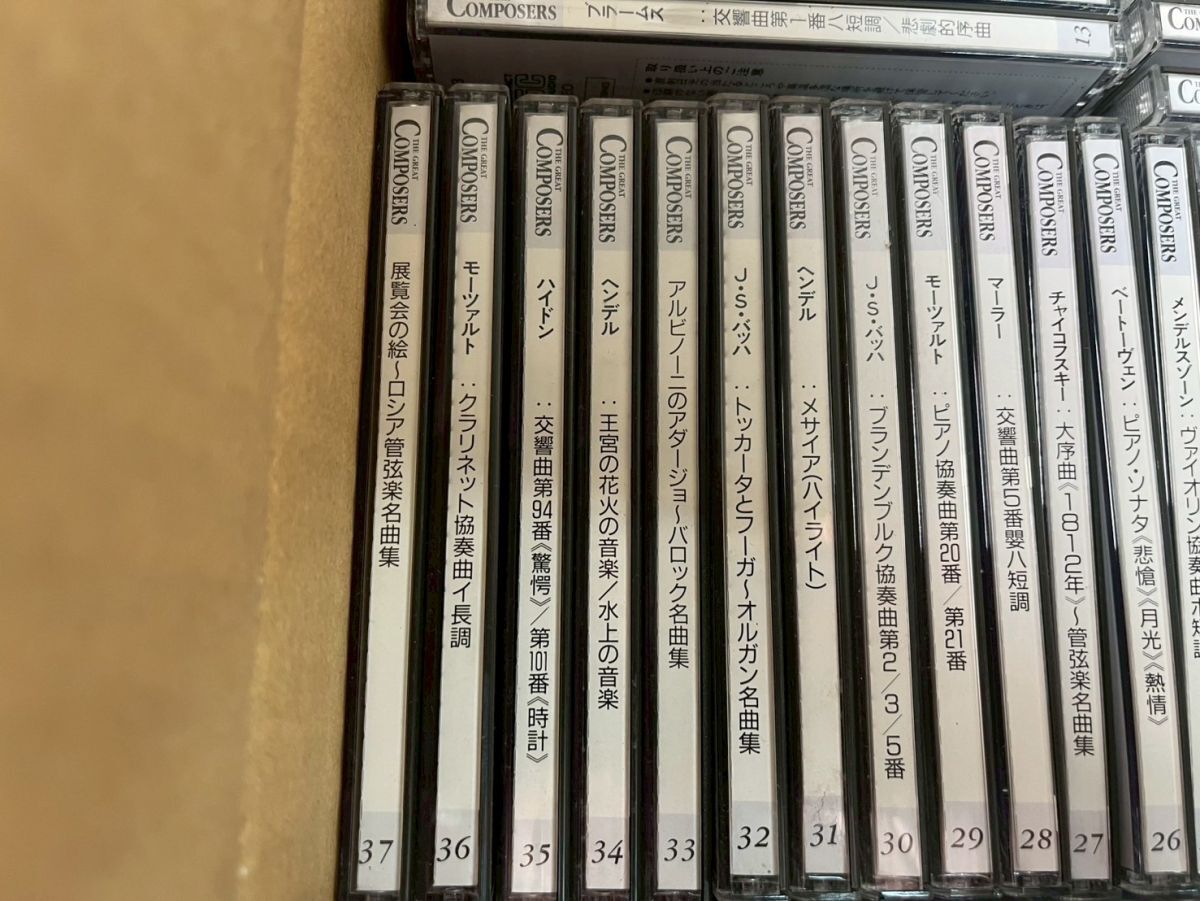 THE GREAT COMPOSERS ブラームス : 交響曲第1番ハ短調／悲劇的序曲 13
取り扱い上のご注意
THE GREAT COMPOSERS 展覧会の絵～ロシア管弦楽名曲集 37
THE GREAT COMPOSERS モーツァルト : クラリネット協奏曲イ長調 36
THE GREAT COMPOSERS ハイドン : 交響曲第94番《驚愕》／第101番《時計》 35
THE GREAT COMPOSERS ヘンデル : 王宮の花火の音楽／水上の音楽 34
THE GREAT COMPOSERS アルビノーニのアダージョ～バロック名曲集 33
THE GREAT COMPOSERS J・S・バッハ : トッカータとフーガ～オルガン名曲集 32
THE GREAT COMPOSERS ヘンデル : メサイア(ハイライト) 31
THE GREAT COMPOSERS J・S・バッハ : ブランデンブルク協奏曲第2／3／5番 30
THE GREAT COMPOSERS モーツァルト : ピアノ協奏曲第20番／第21番 29
THE GREAT COMPOSERS マーラー : 交響曲第5番嬰ハ短調 28
THE GREAT COMPOSERS チャイコフスキー : 大序曲《1812年》～管弦楽名曲集 27
THE GREAT COMPOSERS ベートーヴェン : ピアノ・ソナタ《悲愴》《月光》《熱情》 26
THE GREAT COMPOSERS メンデルスゾーン : ヴァイオリン協奏曲ホ短調